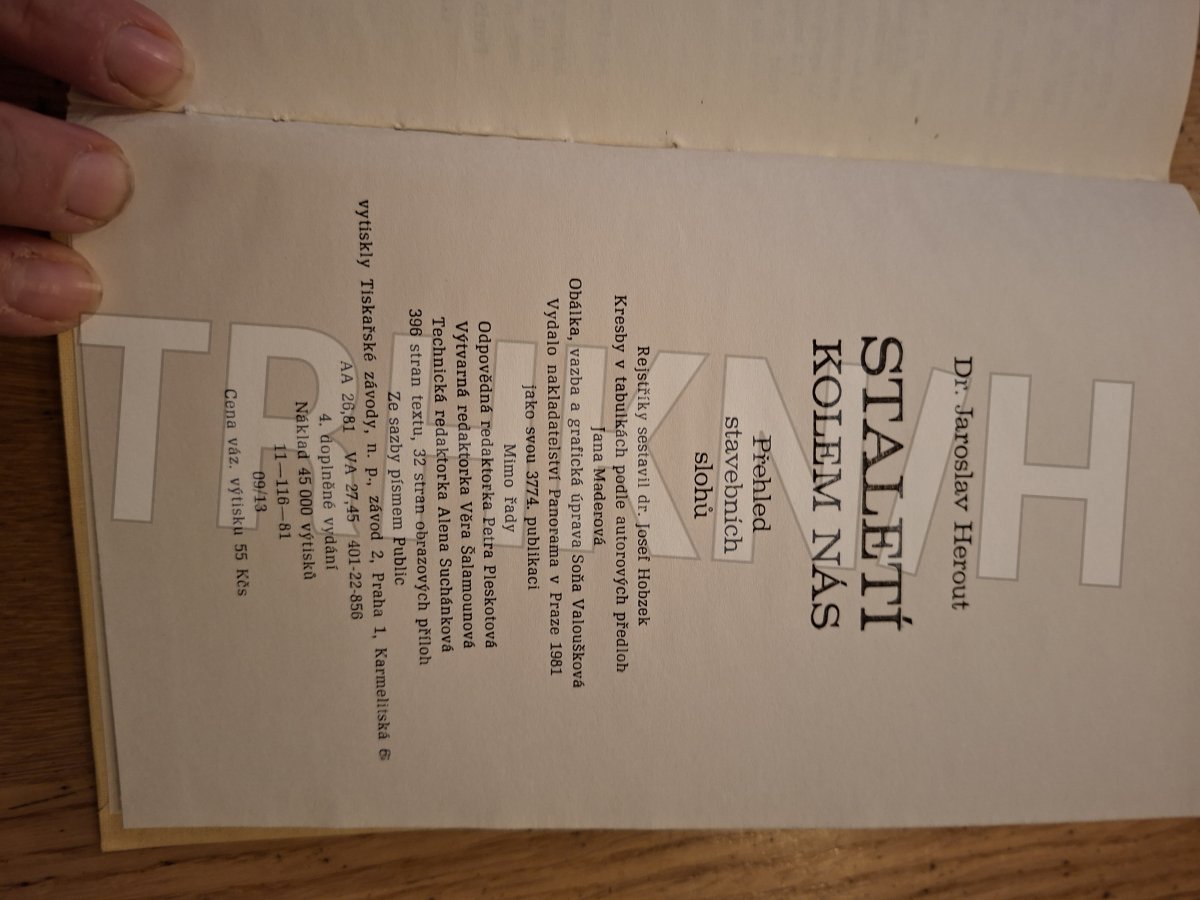 Dr. Jaroslav Herout
STALETÍ
KOLEM NÁS
Přehled
stavebních
slohů
Rejstříky sestavil dr. Josef Hobzek
Kresby v tabulkách podle autorových předloh
Jana Maderová
Obálka, vazba a grafická úprava Soňa Valoušková
Vydalo nakladatelství Panorama v Praze 1981
jako svou 3774. publikaci
Mimo řady
Odpovědná redaktorka Petra Pleskotová
Výtvarná redaktorka Věra Šalamounová
Technická redaktorka Alena Suchánková
396 stran textu, 32 stran obrazových příloh
Ze sazby písmem Public
vytiskly Tiskařské závody, n. p., závod 2, Praha 1, Karmelitská 6
AA 26,81 VA 27,45 401-22-856
4. doplněné vydání
Náklad 45 000 výtisků
11—116—81
09/13
Cena váz. výtisku 55 Kčs